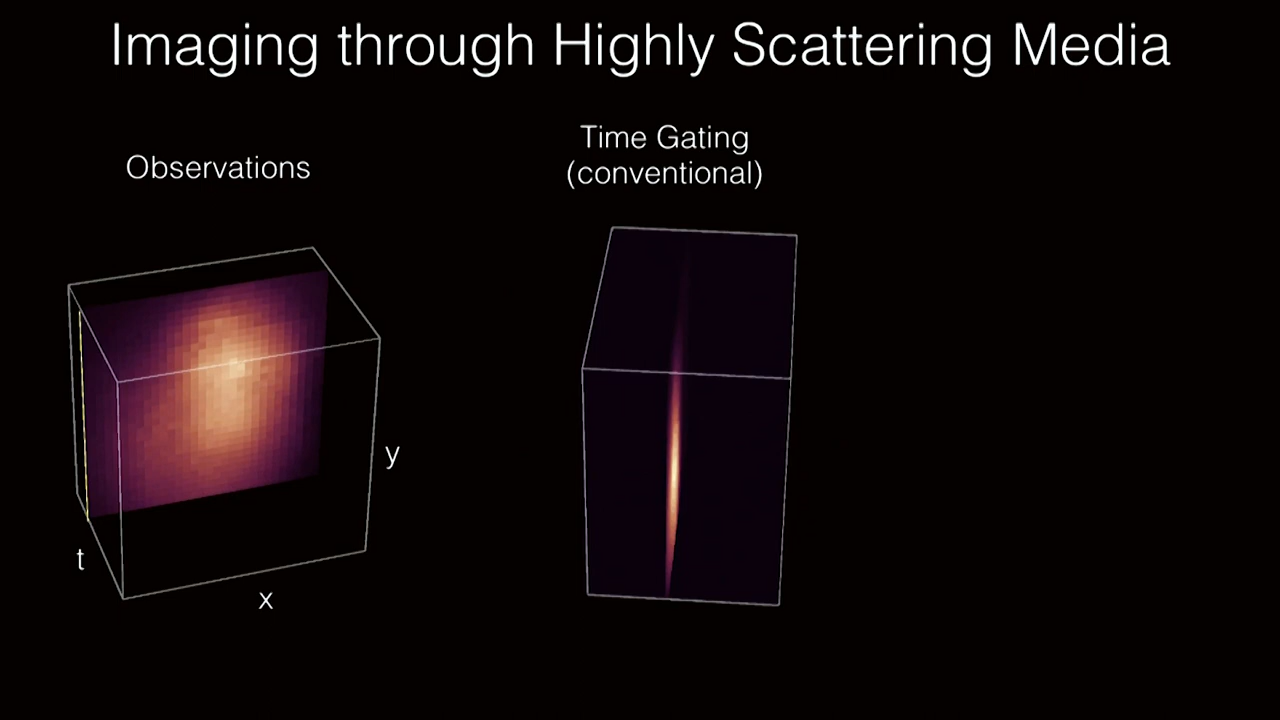 Imaging through Highly Scattering Media
Observations
Time Gating
(conventional)
y
t
x